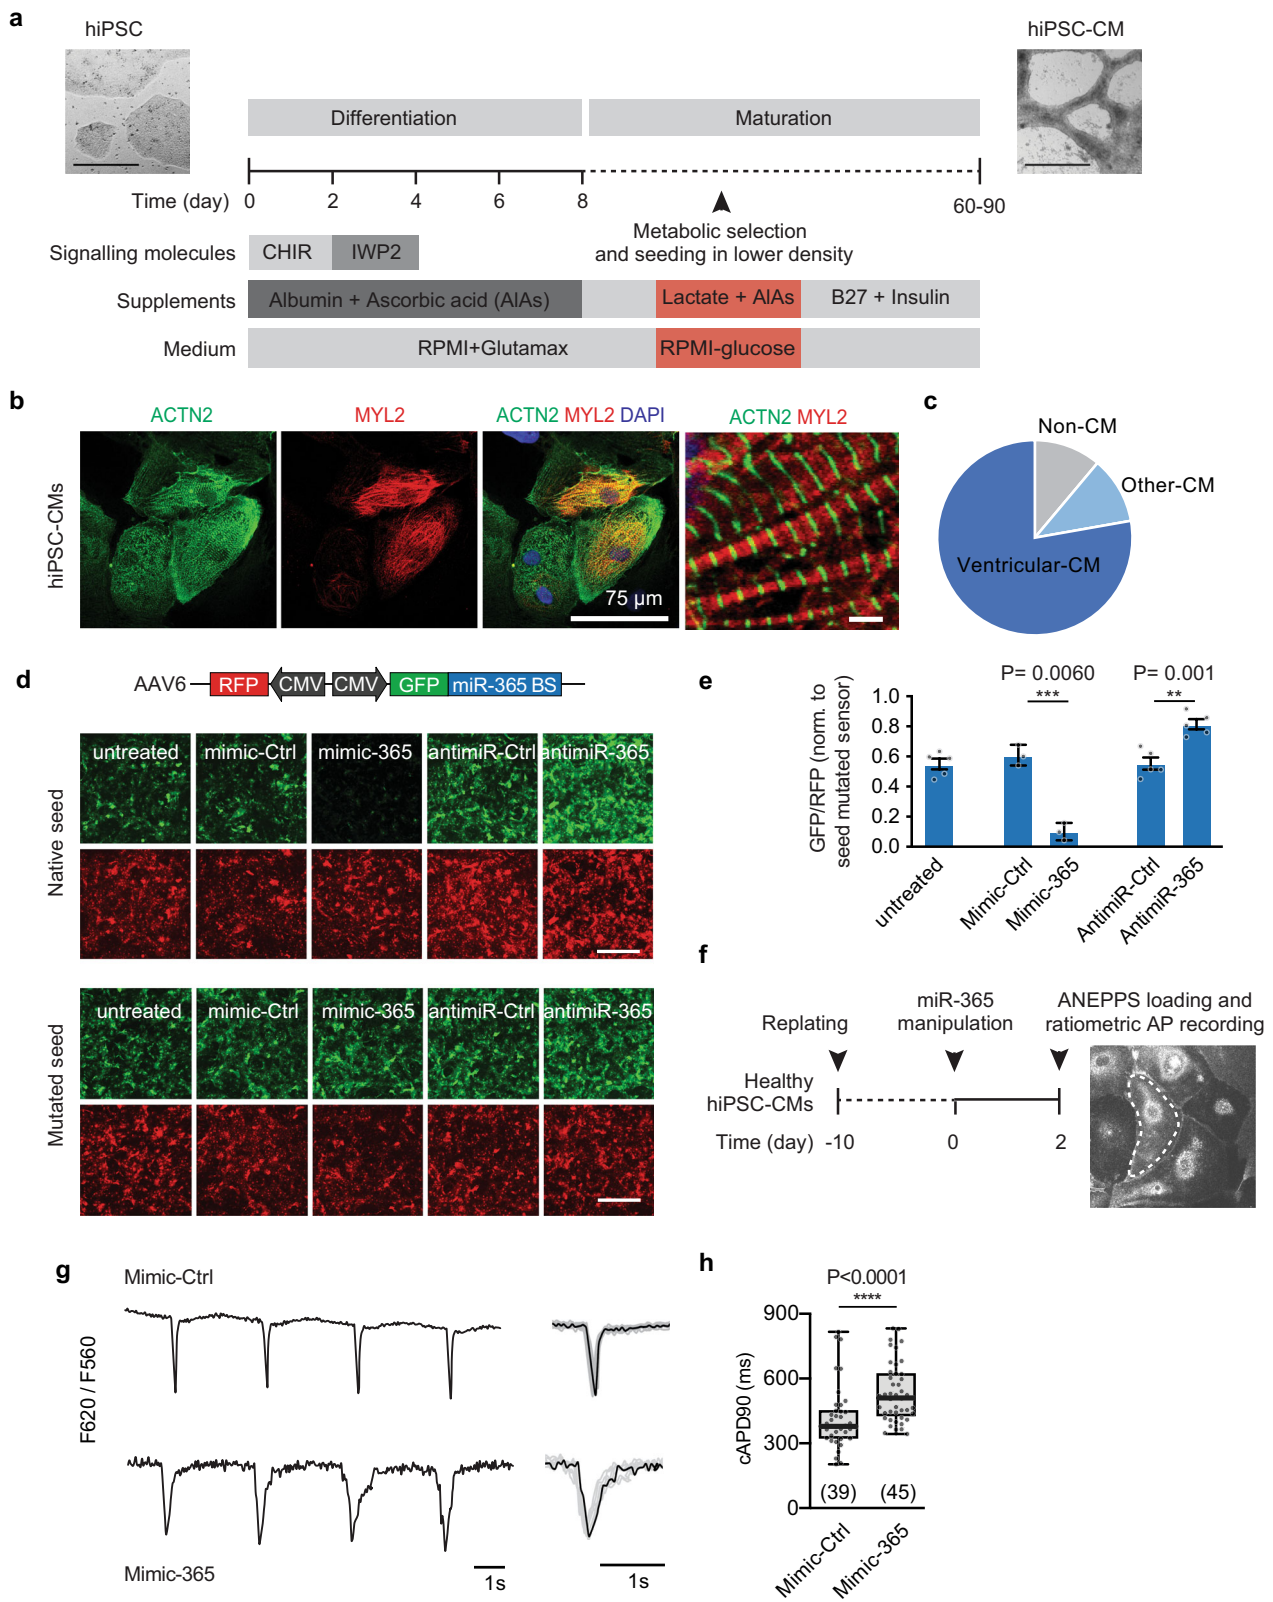 a
hiPSC
hiPSC-CM
Differentiation
Maturation
Time (day)
0
2
4
6
8
60-90
Metabolic selection
and seeding in lower density
Signalling molecules
CHIR
IWP2
Supplements
Albumin + Ascorbic acid (AlAs)
Lactate + AlAs
B27 + Insulin
Medium
RPMI+Glutamax
RPMI-glucose
b
ACTN2
MYL2
ACTN2 MYL2 DAPI
ACTN2 MYL2
hiPSC-CMs
75 µm
c
Non-CM
Other-CM
Ventricular-CM
d
AAV6
RFP
CMV
CMV
GFP
miR-365 BS
Native seed
untreated
mimic-Ctrl
mimic-365
antimiR-Ctrl
antimiR-365
Mutated seed
untreated
mimic-Ctrl
mimic-365
antimiR-Ctrl
antimiR-365
e
P= 0.0060
P= 0.001
***
**
GFP/RFP (norm. to
seed mutated sensor)
1.0
0.8
0.6
0.4
0.2
0.0
untreated
Mimic-Ctrl
Mimic-365
AntimiR-Ctrl
AntimiR-365
f
Replating
miR-365
manipulation
ANEPPS loading and
ratiometric AP recording
Healthy
hiPSC-CMs
Time (day)
-10
0
2
g
Mimic-Ctrl
F620 / F560
Mimic-365
1s
1s
h
P<0.0001
****
cAPD90 (ms)
900
600
300
0
(39)
(45)
Mimic-Ctrl
Mimic-365